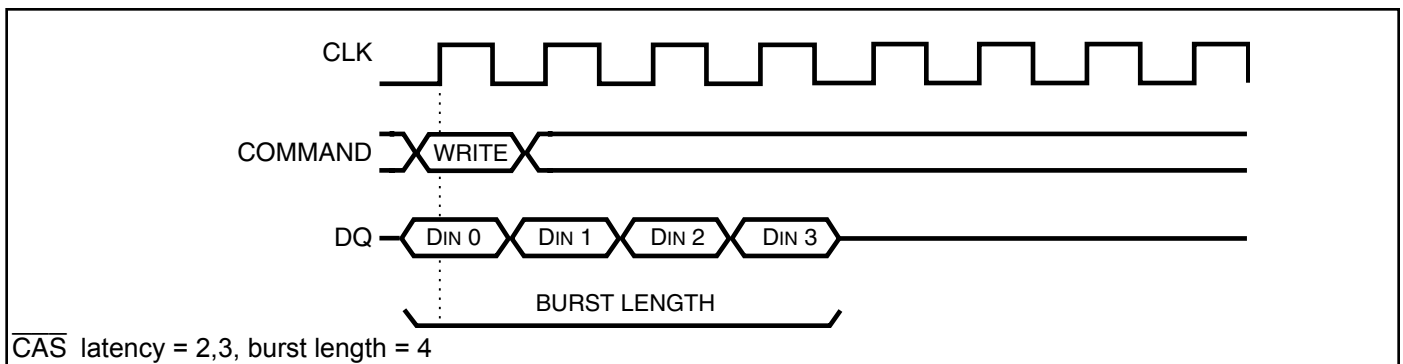 CLK
COMMAND WRITE
DQ DIN 0 DIN 1 DIN 2 DIN 3
BURST LENGTH
C̅A̅S̅ latency = 2,3, burst length = 4